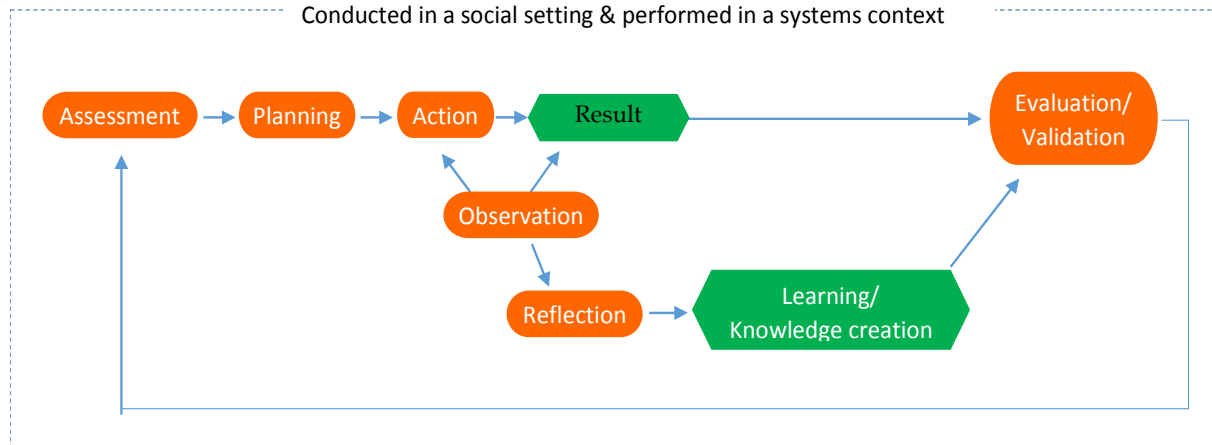 Conducted in a social setting & performed in a systems context
Assessment
Planning
Action
Result
Evaluation/
Validation
Observation
Reflection
Learning/
Knowledge creation